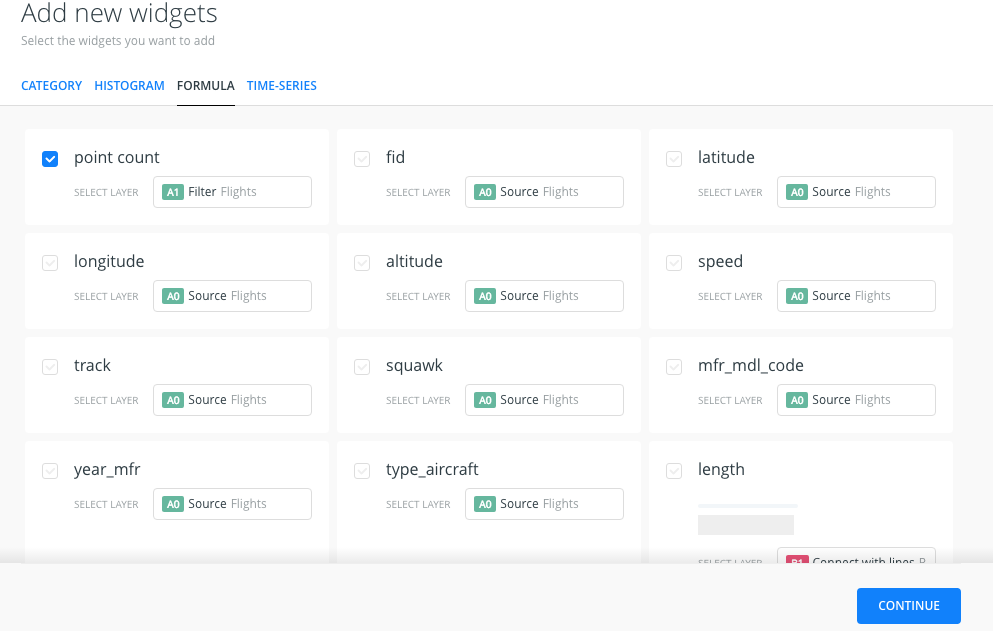 Add new widgets
Select the widgets you want to add
CATEGORY HISTOGRAM FORMULA TIME-SERIES
point count
SELECT LAYER A1 Filter Flights
fid
SELECT LAYER A0 Source Flights
latitude
SELECT LAYER A0 Source Flights
longitude
SELECT LAYER A0 Source Flights
altitude
SELECT LAYER A0 Source Flights
speed
SELECT LAYER A0 Source Flights
track
SELECT LAYER A0 Source Flights
squawk
SELECT LAYER A0 Source Flights
mfr_mdl_code
SELECT LAYER A0 Source Flights
year_mfr
SELECT LAYER A0 Source Flights
type_aircraft
SELECT LAYER A0 Source Flights
length
SELECT LAYER B1 Connect with lines
CONTINUE